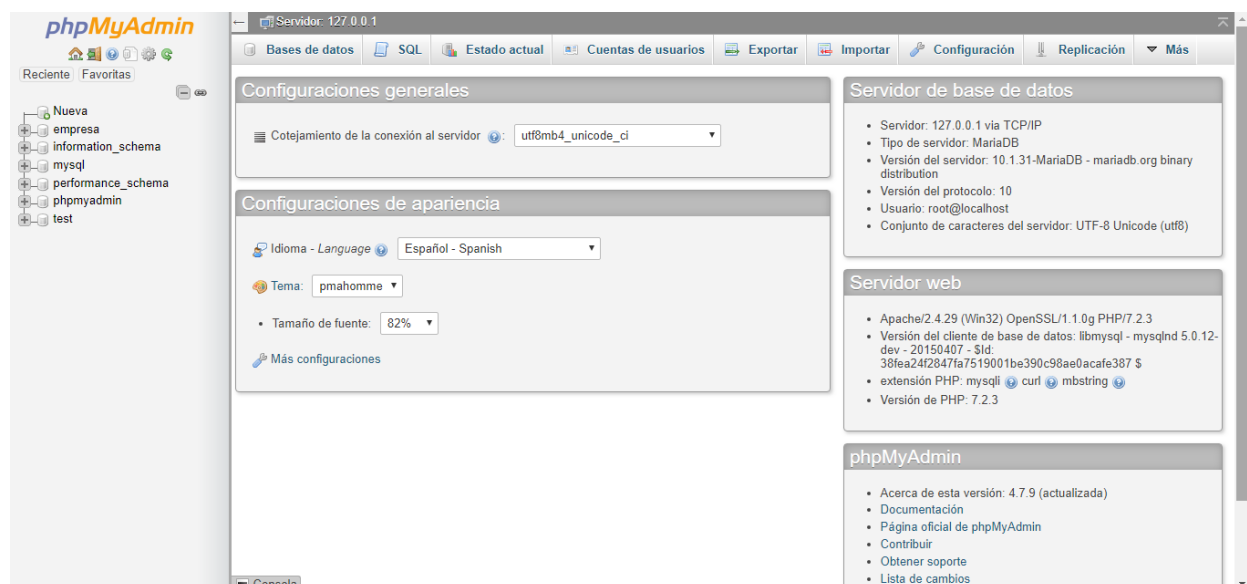 phpMyAdmin
Reciente Favoritas
Nueva
empresa
information_schema
mysql
performance_schema
phpmyadmin
test
Servidor: 127.0.0.1
Bases de datos SQL Estado actual Cuentas de usuarios Exportar Importar Configuración Replicación Más
Configuraciones generales
Cotejamiento de la conexión al servidor : utf8mb4_unicode_ci
Configuraciones de apariencia
Idioma - Language Español - Spanish
Tema: pmahomme
Tamaño de fuente: 82%
Más configuraciones
Servidor de base de datos
Servidor: 127.0.0.1 via TCP/IP
Tipo de servidor: MariaDB
Versión del servidor: 10.1.31-MariaDB - mariadb.org binary
distribution
Versión del protocolo: 10
Usuario: root@localhost
Conjunto de caracteres del servidor: UTF-8 Unicode (utf8)
Servidor web
Apache/2.4.29 (Win32) OpenSSL/1.1.0g PHP/7.2.3
Versión del cliente de base de datos: libmysql - mysqlnd 5.0.12-
dev - 20150407 - $Id:
38fea24f2847fa7519001be390c98ae0acafe387 $
extensión PHP: mysqli curl mbstring
Versión de PHP: 7.2.3
phpMyAdmin
Acerca de esta versión: 4.7.9 (actualizada)
Documentación
Página oficial de phpMyAdmin
Contribuir
Obtener soporte
Lista de cambios
Consola